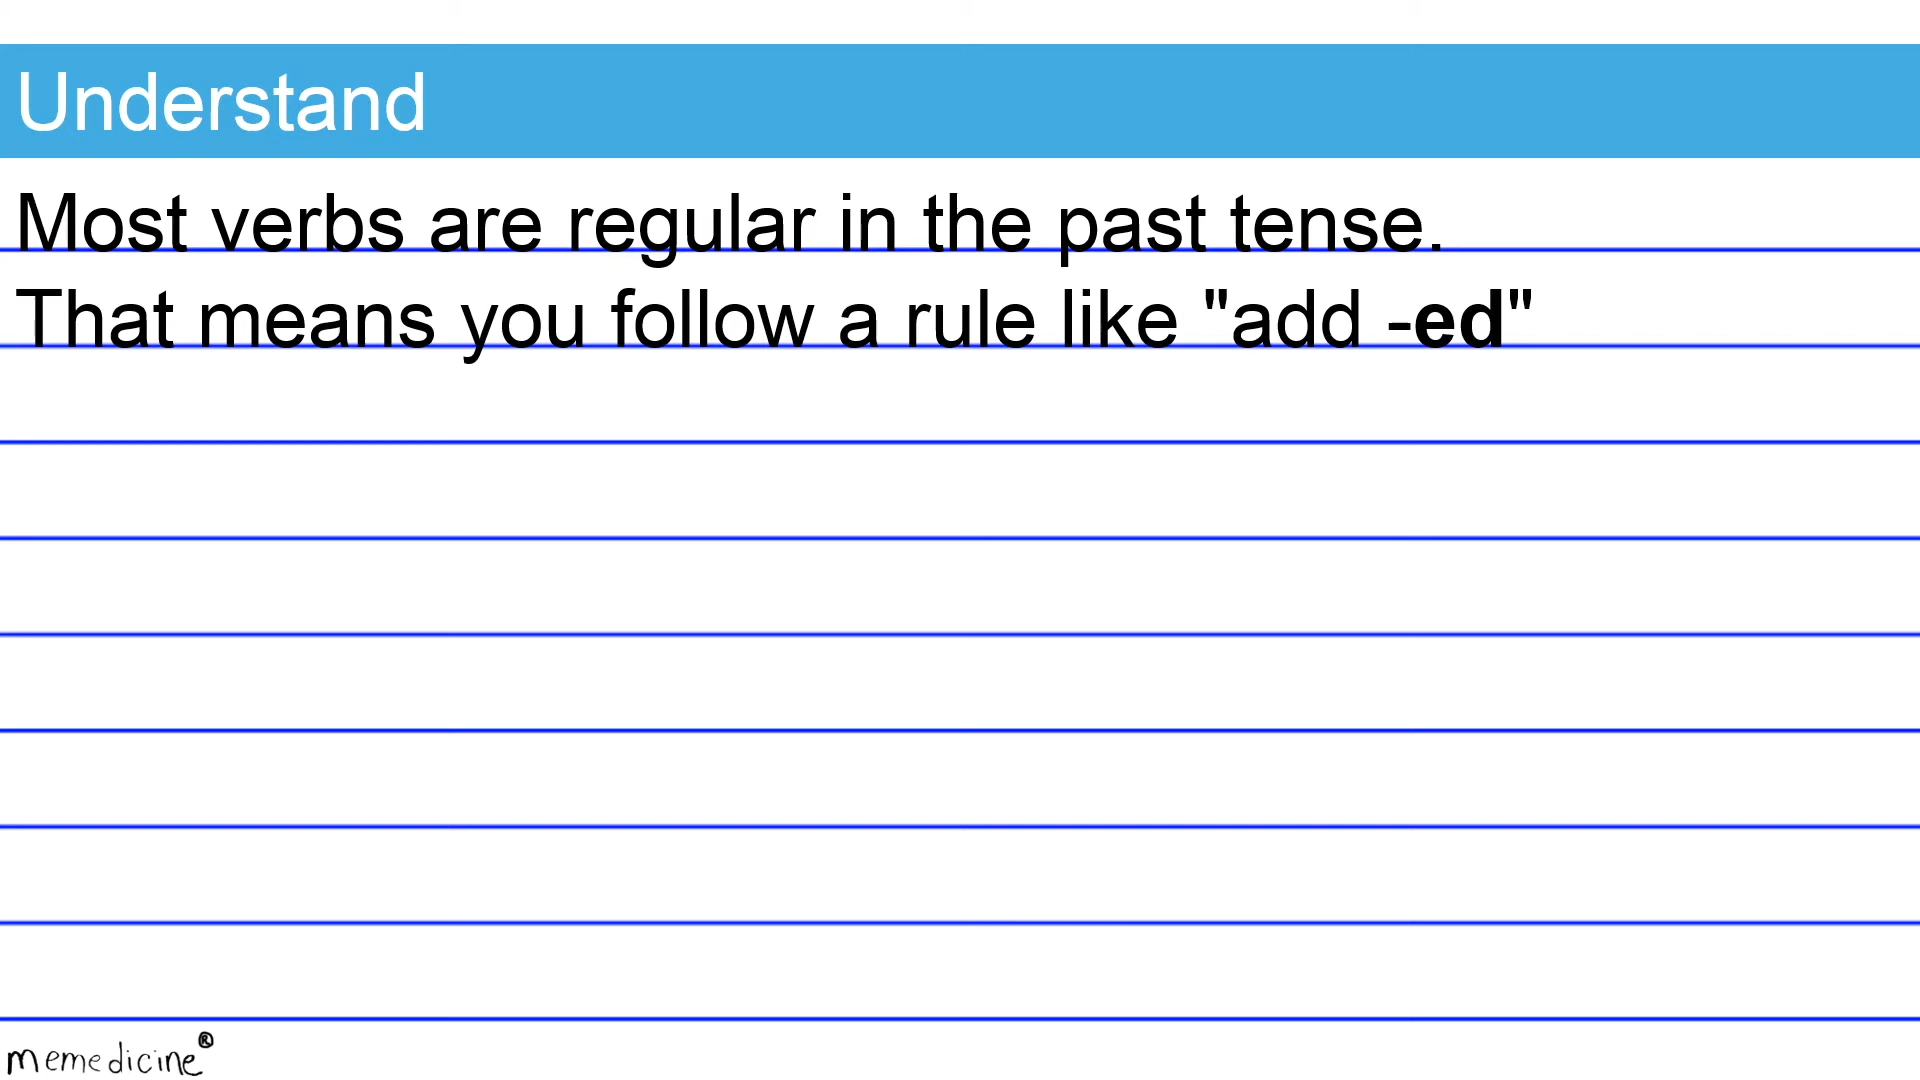 Understand
Most verbs are regular in the past tense.
That means you follow a rule like "add -ed"
memedicine®